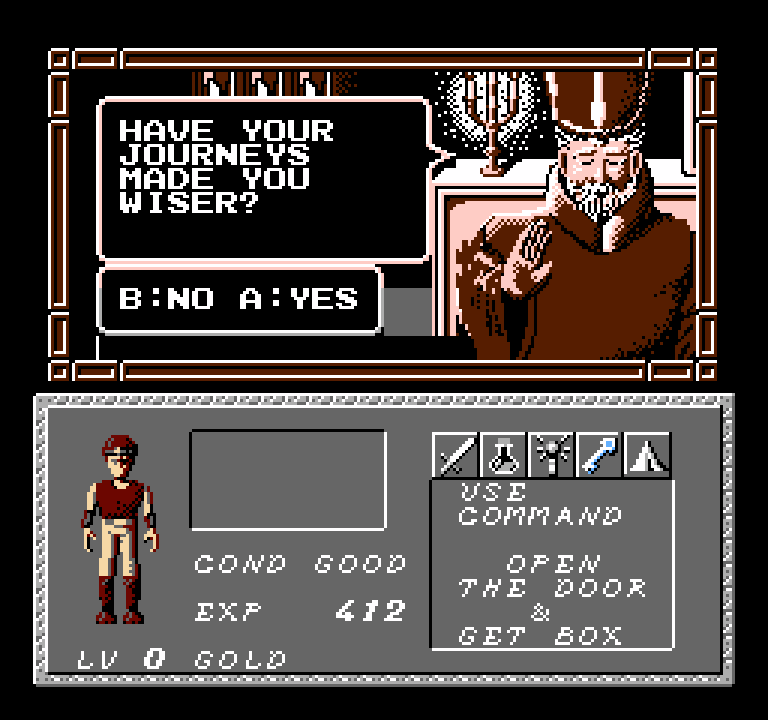 HAVE YOUR
JOURNEYS
MADE YOU
WISER?
B:NO A:YES
COND GOOD
EXP 412
LV 0 GOLD
USE
COMMAND
OPEN
THE DOOR
&
GET BOX